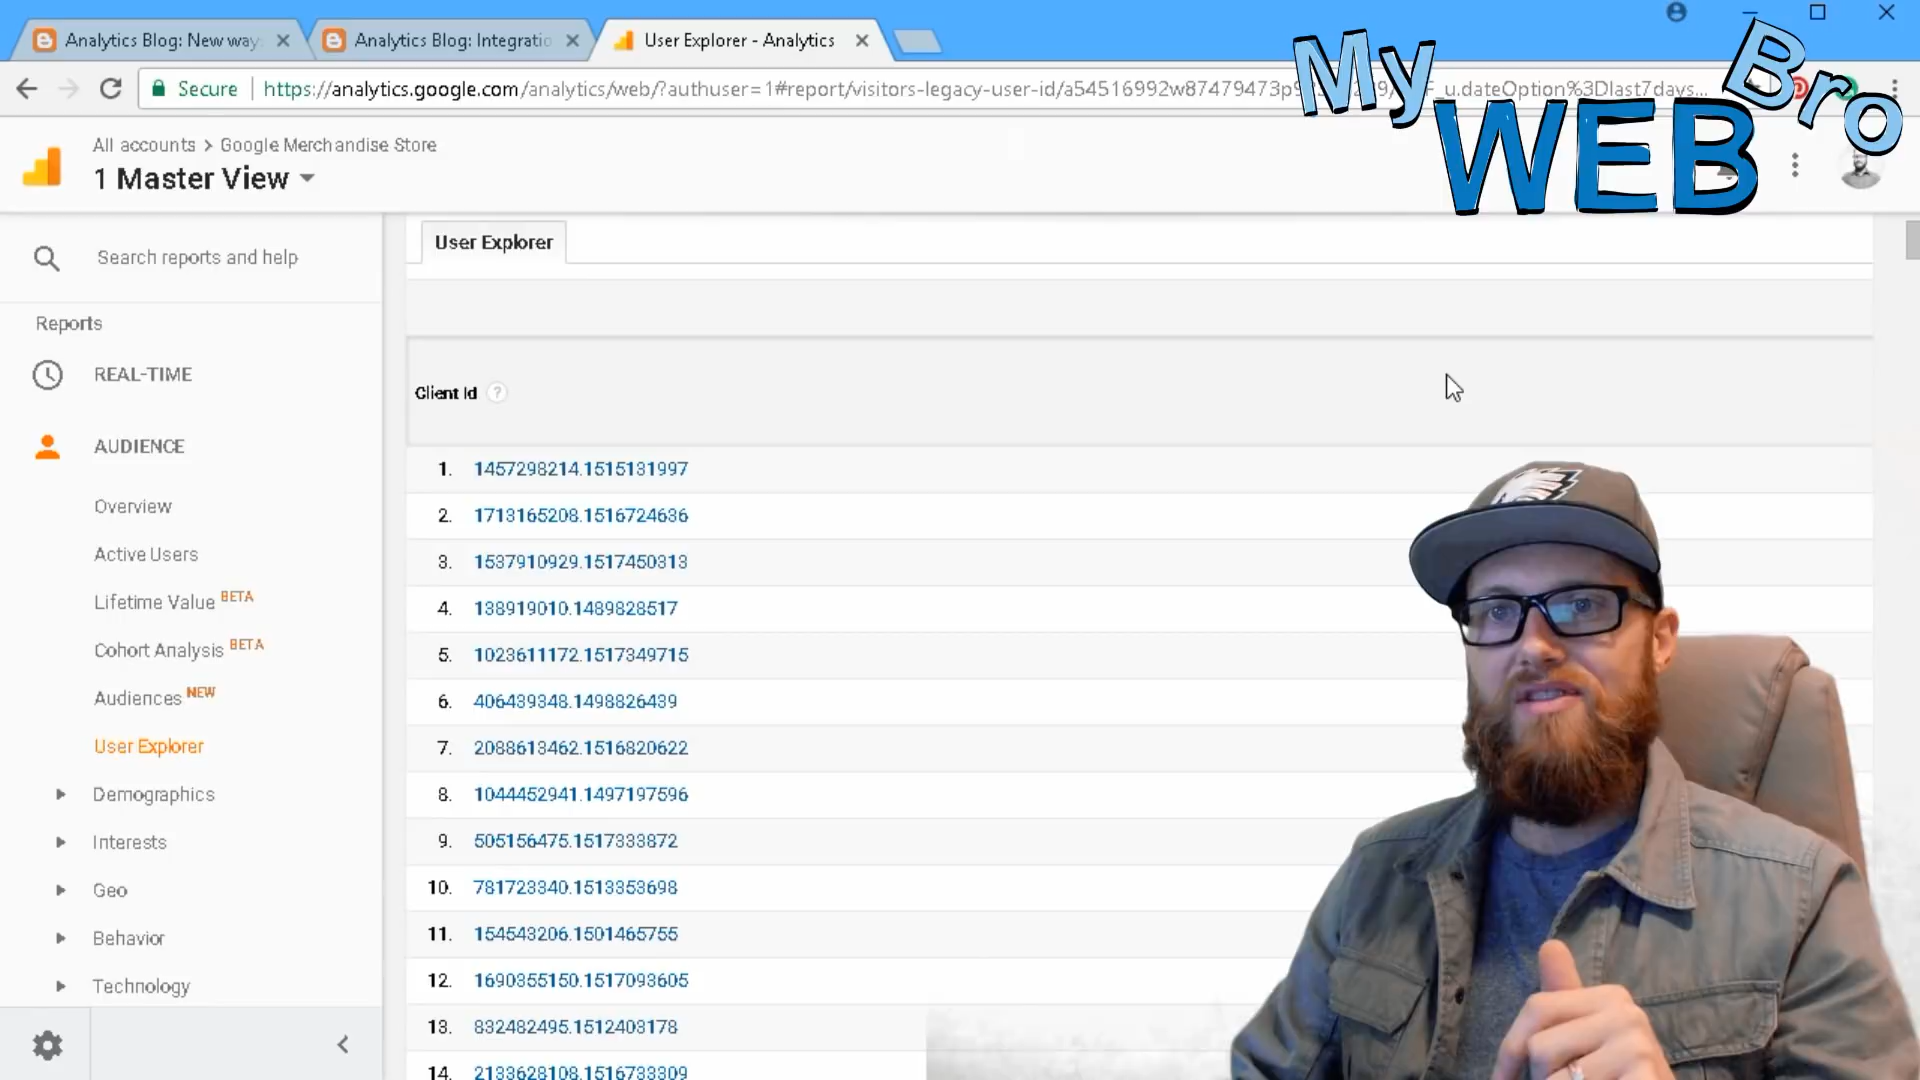 Analytics Blog: New way
Analytics Blog: Integratio
User Explorer - Analytics
Secure
https://analytics.google.com/analytics/web/?authuser=1#report/visitors-legacy-user-id/a54516992w87479473p
_u.dateOption%3Dlast7days...
My
WEB
Bro
All accounts > Google Merchandise Store
1 Master View
Search reports and help
User Explorer
Reports
REAL-TIME
AUDIENCE
Overview
Active Users
Lifetime Value BETA
Cohort Analysis BETA
Audiences NEW
User Explorer
Demographics
Interests
Geo
Behavior
Technology
Client Id ?
1. 1457298214.1515131997
2. 1713165208.1516724636
3. 1537910929.1517450313
4. 138919010.1489828517
5. 1023611172.1517349715
6. 406439348.1498826439
7. 2088613462.1516820622
8. 1044452941.1497197596
9. 505156475.1517333872
10. 781723340.1513353698
11. 154543206.1501465755
12. 1690355150.1517093605
13. 832482495.1512403178
14. 2133628108.1516733309